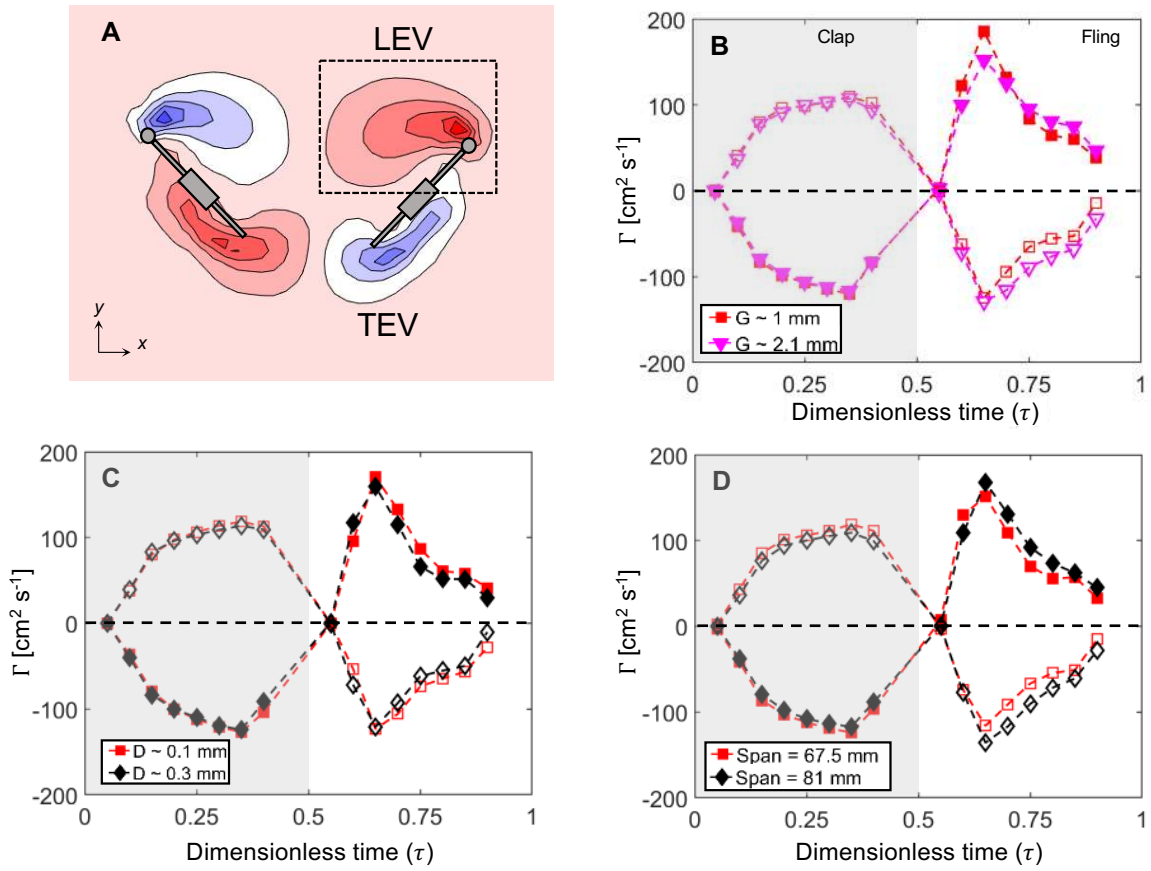 A
LEV
TEV
y
x
B
Clap
Fling
200
100
0
-100
-200
Γ [cm² s⁻¹]
G ~ 1 mm
G ~ 2.1 mm
0
0.25
0.5
0.75
1
Dimensionless time (τ)
C
200
100
0
-100
-200
Γ [cm² s⁻¹]
D ~ 0.1 mm
D ~ 0.3 mm
0
0.25
0.5
0.75
1
Dimensionless time (τ)
D
200
100
0
-100
-200
Γ [cm² s⁻¹]
Span = 67.5 mm
Span = 81 mm
0
0.25
0.5
0.75
1
Dimensionless time (τ)